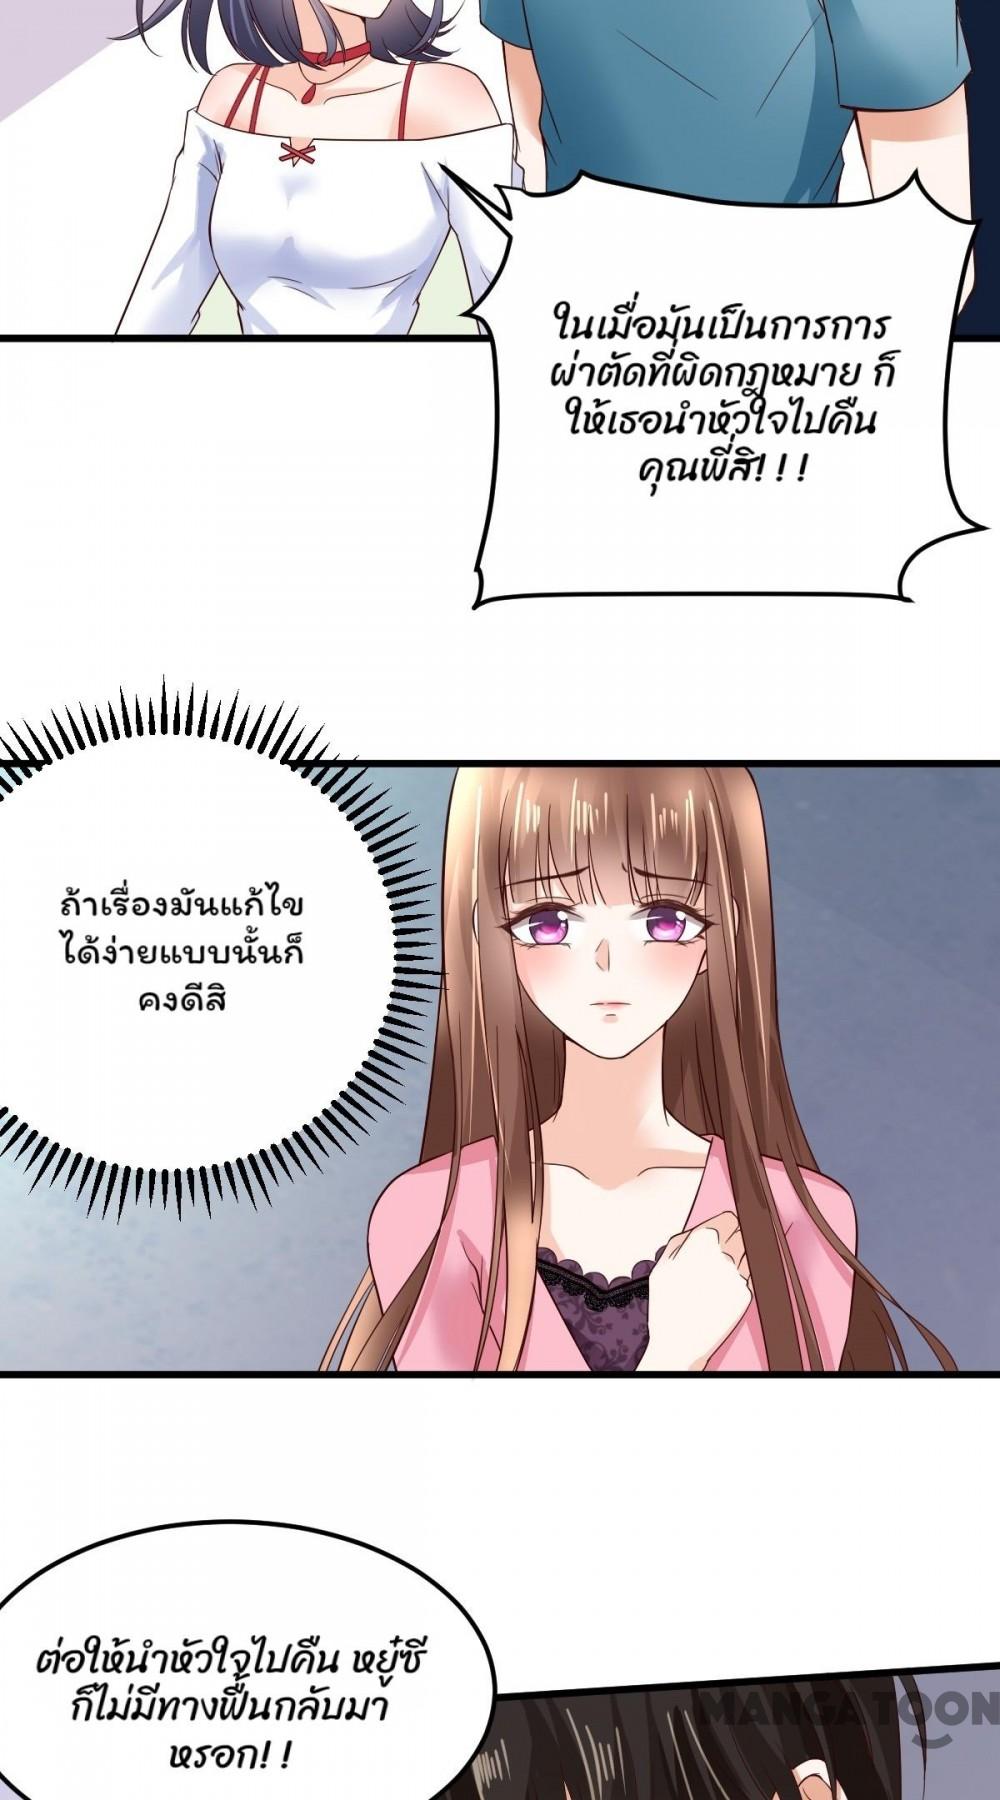 ในเมื่อมันเป็นการการ
ผ่าตัดที่ผิดกฎหมาย ก็
ให้เธอนำหัวใจไปคืน
คุณพี่สิ!!!
ถ้าเรื่องมันแก้ไข
ได้ง่ายแบบนั้นก็
คงดีสิ
ต่อให้นำหัวใจไปคืน หยู๋ซี
ก็ไม่มีทางฟื้นกลับมา
หรอก!!
MANGA TOON